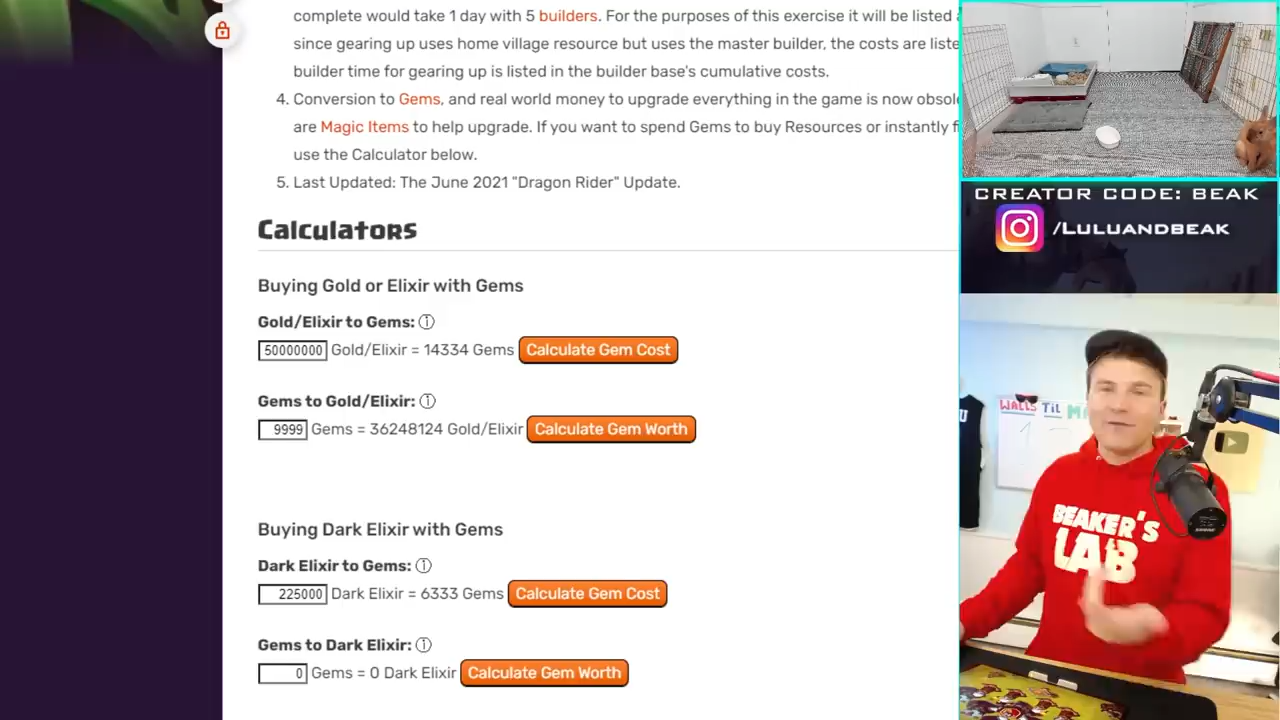 complete would take 1 day with 5 builders. For the purposes of this exercise it will be listed
since gearing up uses home village resource but uses the master builder, the costs are liste
builder time for gearing up is listed in the builder base's cumulative costs.
4. Conversion to Gems, and real world money to upgrade everything in the game is now obsol
are Magic Items to help upgrade. If you want to spend Gems to buy Resources or instantly f
use the Calculator below.
5. Last Updated: The June 2021 "Dragon Rider" Update.
Calculators
Buying Gold or Elixir with Gems
Gold/Elixir to Gems:
50000000 Gold/Elixir = 14334 Gems Calculate Gem Cost
Gems to Gold/Elixir:
9999 Gems = 36248124 Gold/Elixir Calculate Gem Worth
Buying Dark Elixir with Gems
Dark Elixir to Gems:
225000 Dark Elixir = 6333 Gems Calculate Gem Cost
Gems to Dark Elixir:
0 Gems = 0 Dark Elixir Calculate Gem Worth
CREATOR CODE: BEAK
/LULUANDBEAK
WALLS TIL
BEAKER'S
LAB